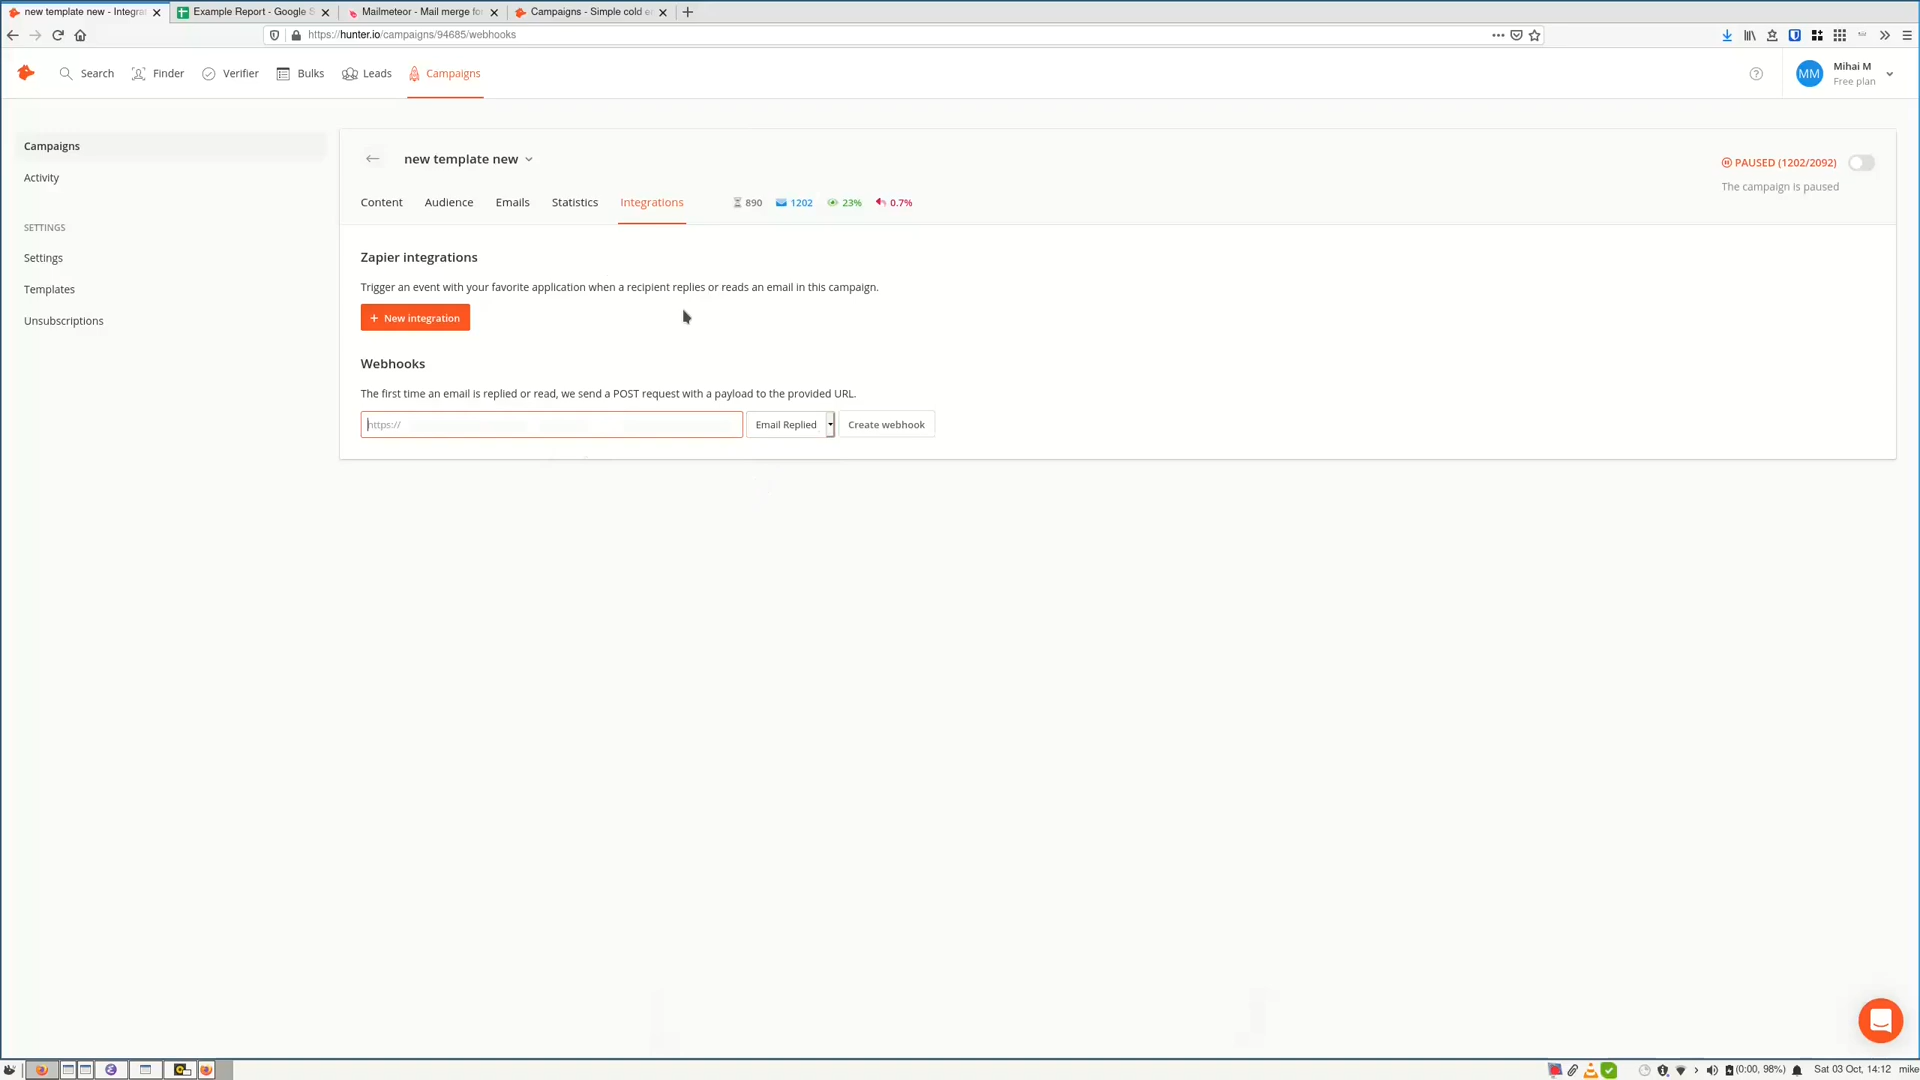 new template new - Integra
Example Report - Google S
Mailmeteor - Mail merge fo
Campaigns - Simple cold e
https://hunter.io/campaigns/94685/webhooks
Search
Finder
Verifier
Bulks
Leads
Campaigns
MM
Mihai M
Free plan
Campaigns
Activity
SETTINGS
Settings
Templates
Unsubscriptions
new template new
PAUSED (1202/2092)
The campaign is paused
Content
Audience
Emails
Statistics
Integrations
890
1202
23%
0.7%
Zapier integrations
Trigger an event with your favorite application when a recipient replies or reads an email in this campaign.
+ New integration
Webhooks
The first time an email is replied or read, we send a POST request with a payload to the provided URL.
https://
Email Replied
Create webhook
(0:00, 98%)
Sat 03 Oct, 14:12
mike